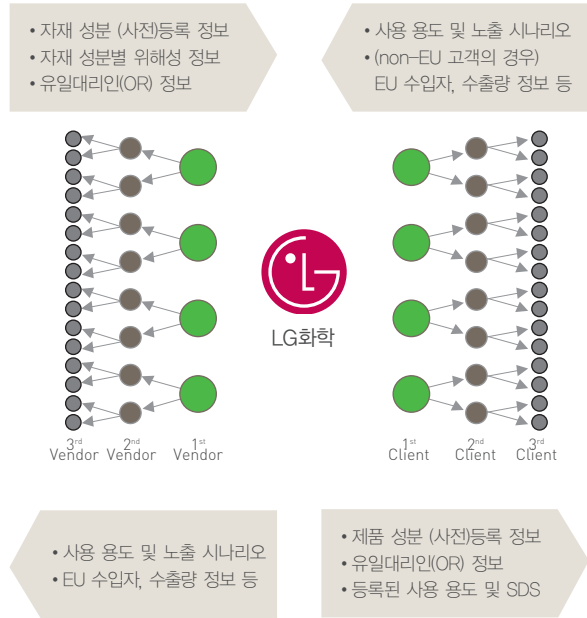 • 자재 성분 (사전)등록 정보
• 자재 성분별 위해성 정보
• 유일대리인(OR) 정보
• 사용 용도 및 노출 시나리오
• (non-EU 고객의 경우)
EU 수입자, 수출량 정보 등
LG
LG화학
3rd Vendor
2nd Vendor
1st Vendor
1st Client
2nd Client
3rd Client
• 사용 용도 및 노출 시나리오
• EU 수입자, 수출량 정보 등
• 제품 성분 (사전)등록 정보
• 유일대리인(OR) 정보
• 등록된 사용 용도 및 SDS